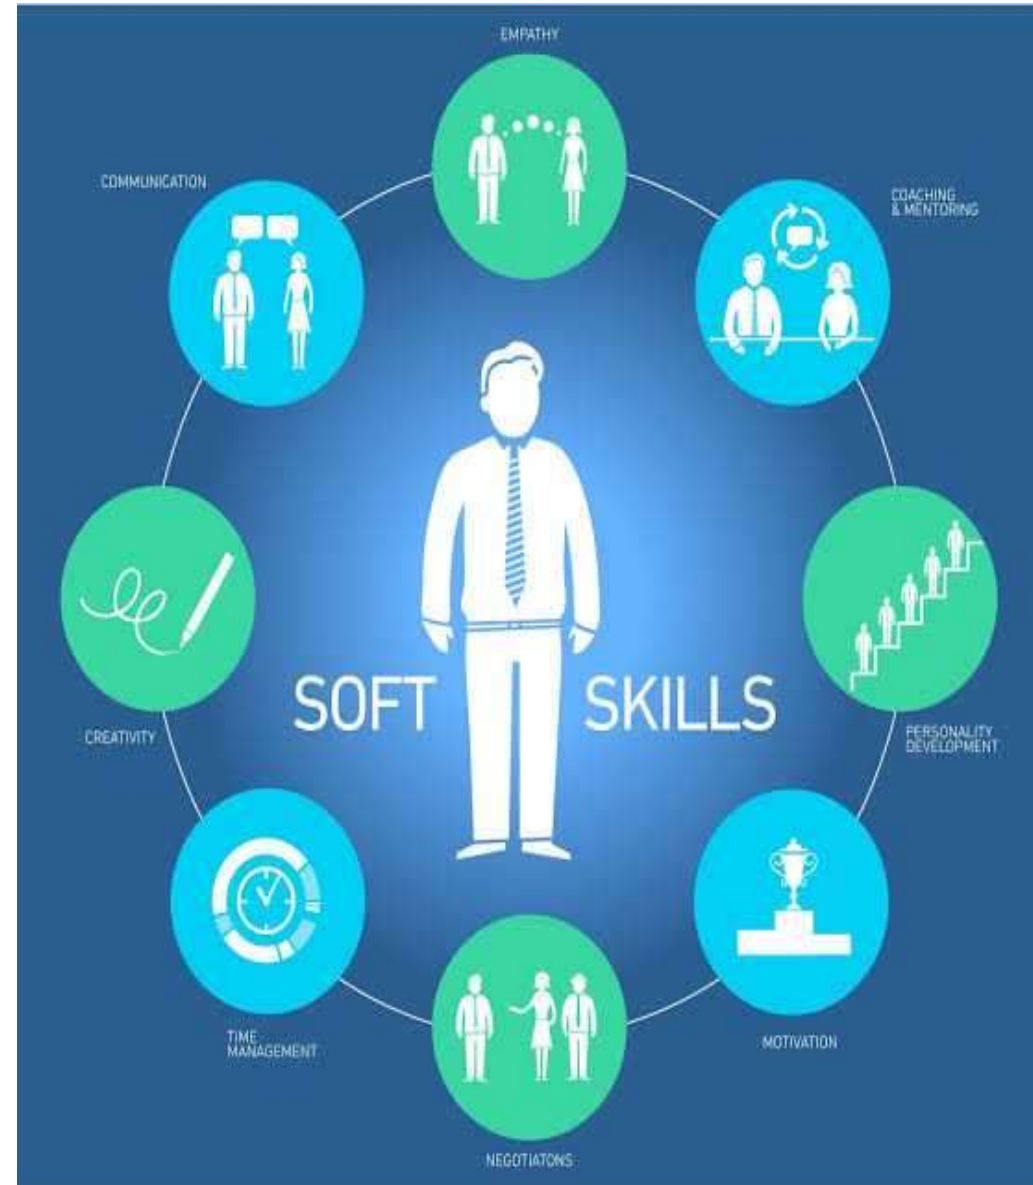 EMPATHY
COMMUNICATION
COACHING
& MENTORING
SOFT SKILLS
CREATIVITY
PERSONALITY
DEVELOPMENT
TIME
MANAGEMENT
MOTIVATION
NEGOTIATONS